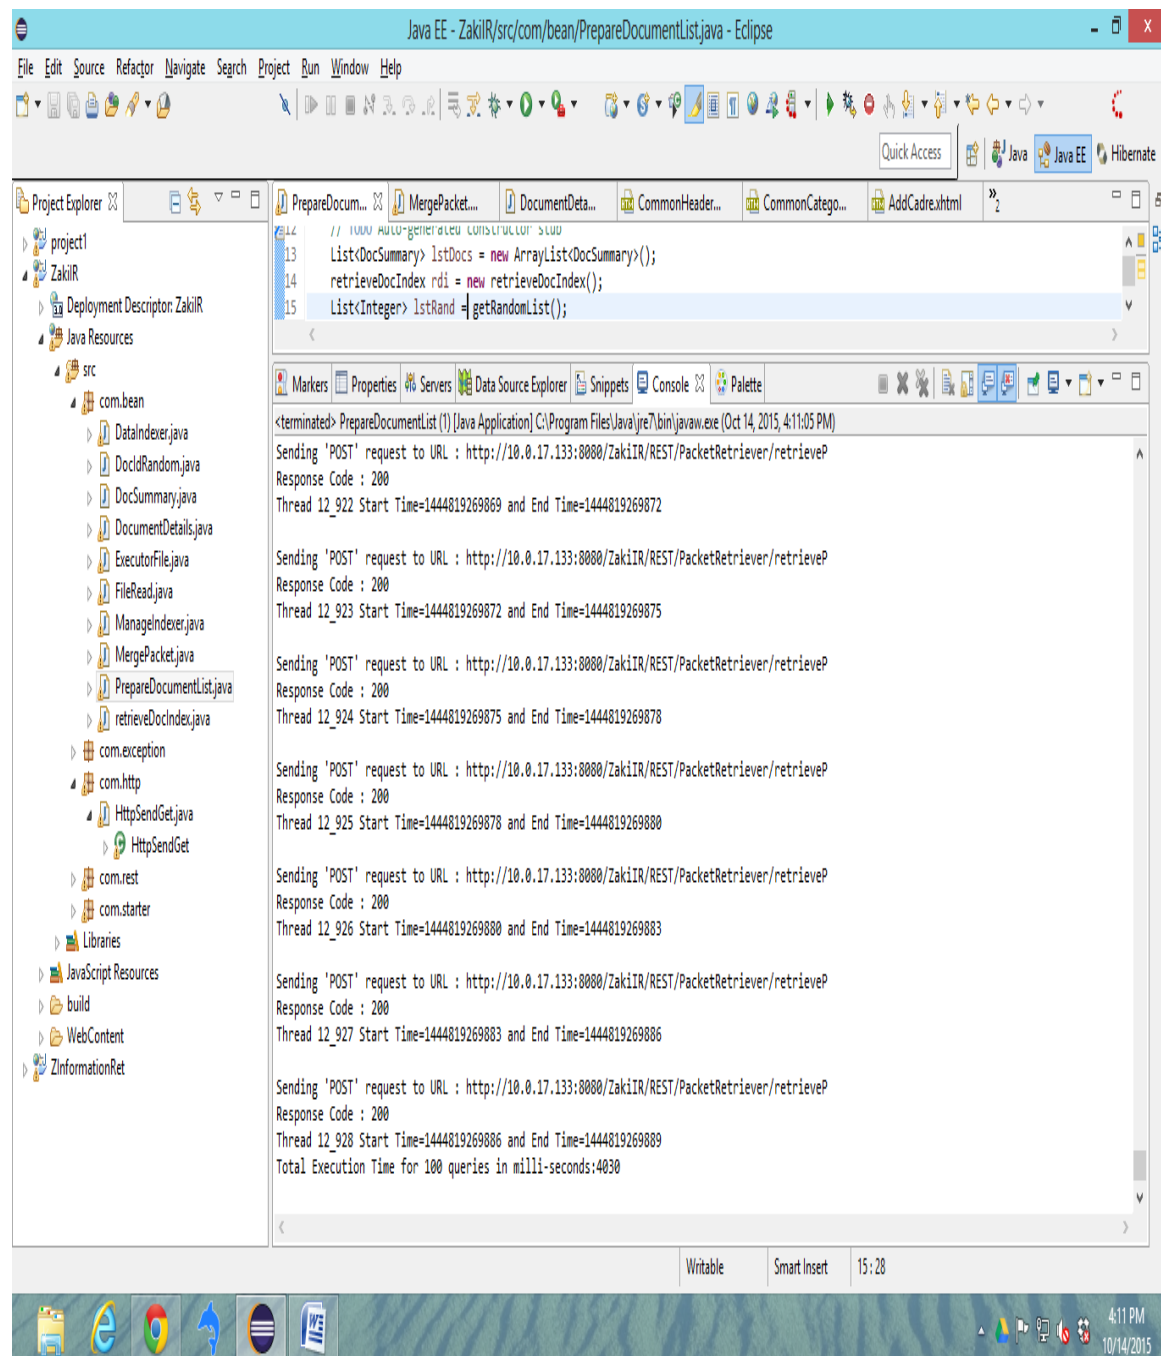 Java EE - ZakiIR/src/com/bean/PrepareDocumentList.java - Eclipse
File Edit Source Refactor Navigate Search Project Run Window Help
Quick Access Java Java EE Hibernate
Project Explorer
project1
ZakiIR
Deployment Descriptor: ZakiIR
Java Resources
src
com.bean
DataIndexer.java
DocIdRandom.java
DocSummary.java
DocumentDetails.java
ExecutorFile.java
FileRead.java
ManageIndexer.java
MergePacket.java
PrepareDocumentList.java
retrieveDocIndex.java
com.exception
com.http
HttpSendGet.java
HttpSendGet
com.rest
com.starter
Libraries
JavaScript Resources
build
WebContent
ZInformationRet
PrepareDocum... MergePacket.... DocumentDeta... CommonHeader... CommonCatego... AddCadre.xhtml »2
12 // TODO Auto-generated constructor stub
13 List<DocSummary> lstDocs = new ArrayList<DocSummary>();
14 retrieveDocIndex rdi = new retrieveDocIndex();
15 List<Integer> lstRand = getRandomList();
Markers Properties Servers Data Source Explorer Snippets Console Palette
<terminated> PrepareDocumentList (1) [Java Application] C:\Program Files\Java\jre7\bin\javaw.exe (Oct 14, 2015, 4:11:05 PM)
Sending 'POST' request to URL : http://10.0.17.133:8080/ZakiIR/REST/PacketRetriever/retrieveP
Response Code : 200
Thread 12_922 Start Time=1444819269869 and End Time=1444819269872
Sending 'POST' request to URL : http://10.0.17.133:8080/ZakiIR/REST/PacketRetriever/retrieveP
Response Code : 200
Thread 12_923 Start Time=1444819269872 and End Time=1444819269875
Sending 'POST' request to URL : http://10.0.17.133:8080/ZakiIR/REST/PacketRetriever/retrieveP
Response Code : 200
Thread 12_924 Start Time=1444819269875 and End Time=1444819269878
Sending 'POST' request to URL : http://10.0.17.133:8080/ZakiIR/REST/PacketRetriever/retrieveP
Response Code : 200
Thread 12_925 Start Time=1444819269878 and End Time=1444819269880
Sending 'POST' request to URL : http://10.0.17.133:8080/ZakiIR/REST/PacketRetriever/retrieveP
Response Code : 200
Thread 12_926 Start Time=1444819269880 and End Time=1444819269883
Sending 'POST' request to URL : http://10.0.17.133:8080/ZakiIR/REST/PacketRetriever/retrieveP
Response Code : 200
Thread 12_927 Start Time=1444819269883 and End Time=1444819269886
Sending 'POST' request to URL : http://10.0.17.133:8080/ZakiIR/REST/PacketRetriever/retrieveP
Response Code : 200
Thread 12_928 Start Time=1444819269886 and End Time=1444819269889
Total Execution Time for 100 queries in milli-seconds:4030
Writable Smart Insert 15 : 28
4:11 PM
10/14/2015